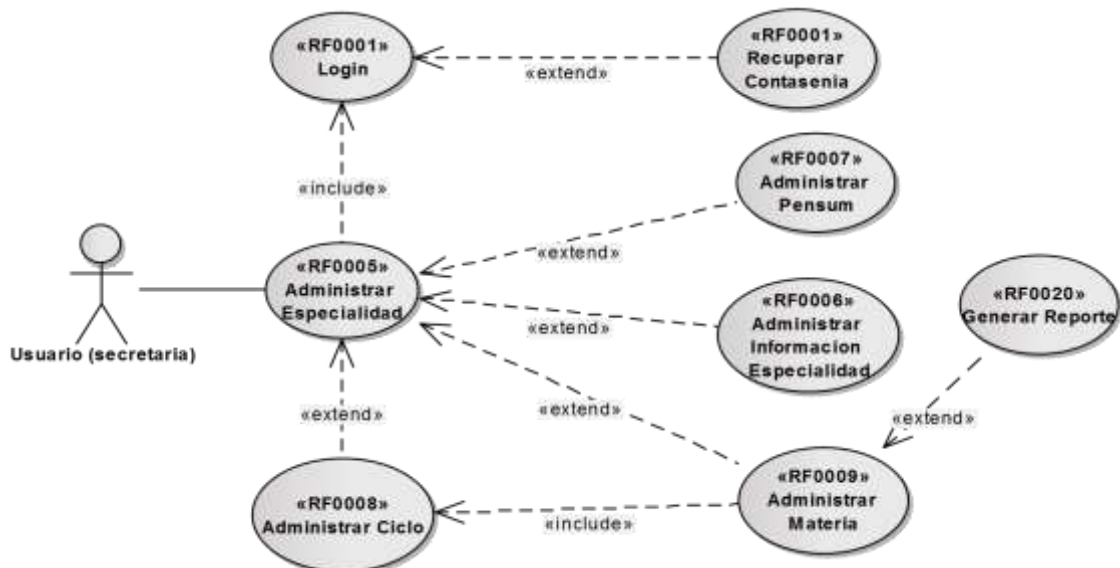 «RF0001»
Login
«extend»
«RF0001»
Recuperar
Contasenia
«include»
«RF0007»
Administrar
Pensum
«extend»
«RF0005»
Administrar
Especialidad
«extend»
«RF0006»
Administrar
Informacion
Especialidad
«RF0020»
Generar Reporte
Usuario (secretaria)
«extend»
«extend»
«extend»
«RF0008»
Administrar Ciclo
«include»
«RF0009»
Administrar
Materia